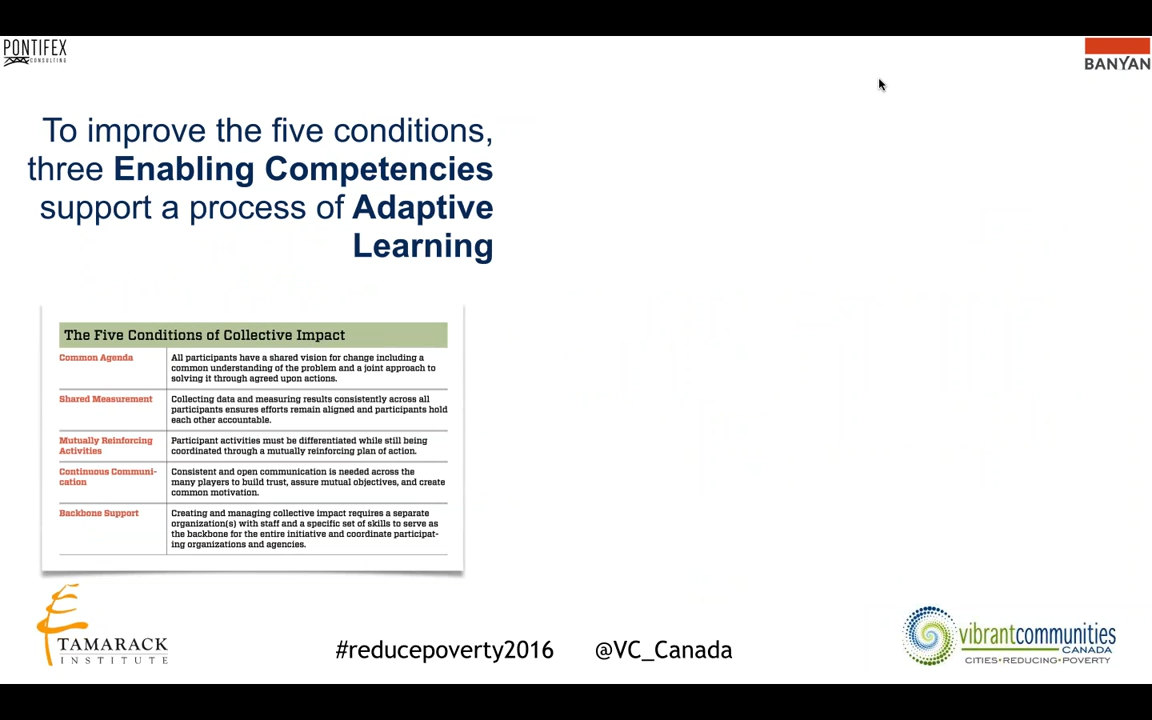 PONTIFEX
CONSULTING
BANYAN
To improve the five conditions,
three Enabling Competencies
support a process of Adaptive
Learning
The Five Conditions of Collective Impact
Common Agenda
All participants have a shared vision for change including a
common understanding of the problem and a joint approach to
solving it through agreed upon actions.
Shared Measurement
Collecting data and measuring results consistently across all
participants ensures efforts remain aligned and participants hold
each other accountable.
Mutually Reinforcing
Activities
Participant activities must be differentiated while still being
coordinated through a mutually reinforcing plan of action.
Continuous Communi-
cation
Consistent and open communication is needed across the
many players to build trust, assure mutual objectives, and create
common motivation.
Backbone Support
Creating and managing collective impact requires a separate
organization(s) with staff and a specific set of skills to serve as
the backbone for the entire initiative and coordinate participat-
ing organizations and agencies.
TAMARACK
INSTITUTE
#reducepoverty2016 @VC_Canada
vibrantcommunities
CANADA
CITIES•REDUCING•POVERTY